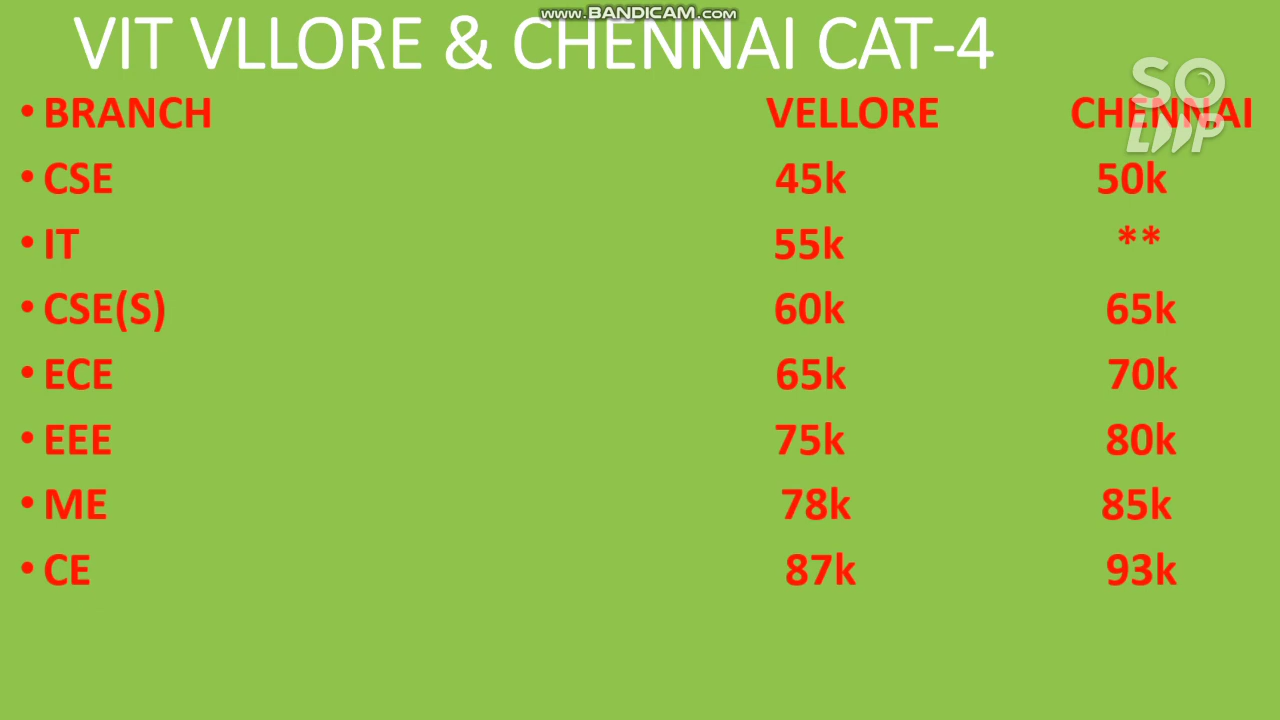 www.BANDICAM.com
VIT VLLORE & CHENNAI CAT-4
SOLOOP
• BRANCH VELLORE CHENNAI
• CSE 45k 50k
• IT 55k **
• CSE(S) 60k 65k
• ECE 65k 70k
• EEE 75k 80k
• ME 78k 85k
• CE 87k 93k